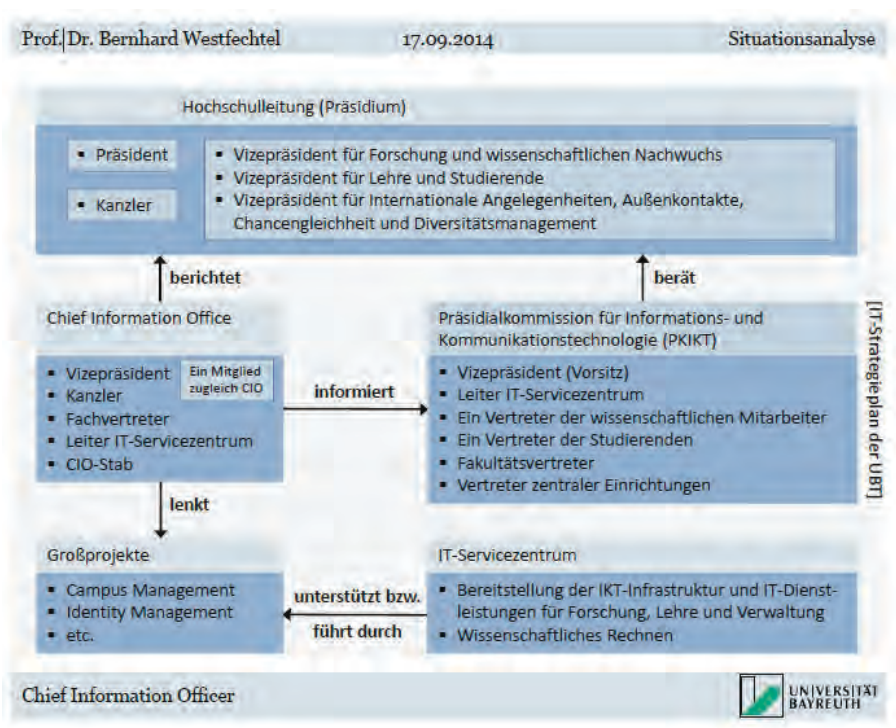 Prof. Dr. Bernhard Westfechtel 17.09.2014 Situationsanalyse
Hochschulleitung (Präsidium)
▪ Präsident
▪ Kanzler
▪ Vizepräsident für Forschung und wissenschaftlichen Nachwuchs
▪ Vizepräsident für Lehre und Studierende
▪ Vizepräsident für Internationale Angelegenheiten, Außenkontakte,
Chancengleichheit und Diversitätsmanagement
berichtet
berät
Chief Information Office
▪ Vizepräsident
▪ Kanzler
▪ Fachvertreter
▪ Leiter IT-Servicezentrum
▪ CIO-Stab
Ein Mitglied
zugleich CIO
informiert
Präsidialkommission für Informations- und
Kommunikationstechnologie (PKIKT)
▪ Vizepräsident (Vorsitz)
▪ Leiter IT-Servicezentrum
▪ Ein Vertreter der wissenschaftlichen Mitarbeiter
▪ Ein Vertreter der Studierenden
▪ Fakultätsvertreter
▪ Vertreter zentraler Einrichtungen
[IT-Strategieplan der UBT]
lenkt
Großprojekte
▪ Campus Management
▪ Identity Management
▪ etc.
unterstützt bzw.
führt durch
IT-Servicezentrum
▪ Bereitstellung der IKT-Infrastruktur und IT-Dienst-
leistungen für Forschung, Lehre und Verwaltung
▪ Wissenschaftliches Rechnen
Chief Information Officer
UNIVERSITÄT
BAYREUTH